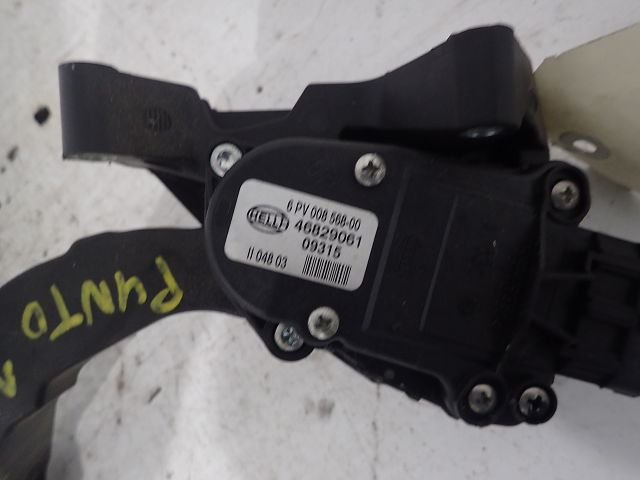 6 PV 008 568-00
HELLA
46829061
09315
II 048 03
PUNTO